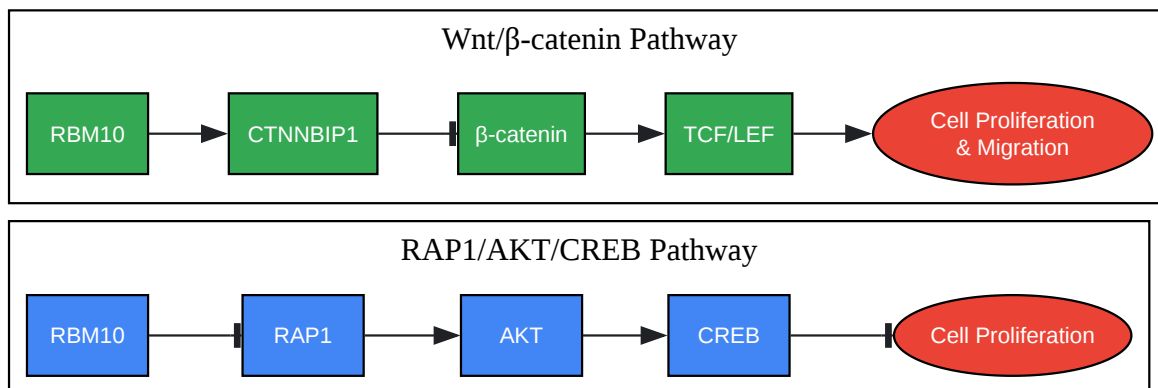 Wnt/β-catenin Pathway
RBM10
CTNNBIP1
β-catenin
TCF/LEF
Cell Proliferation
& Migration
RAP1/AKT/CREB Pathway
RBM10
RAP1
AKT
CREB
Cell Proliferation